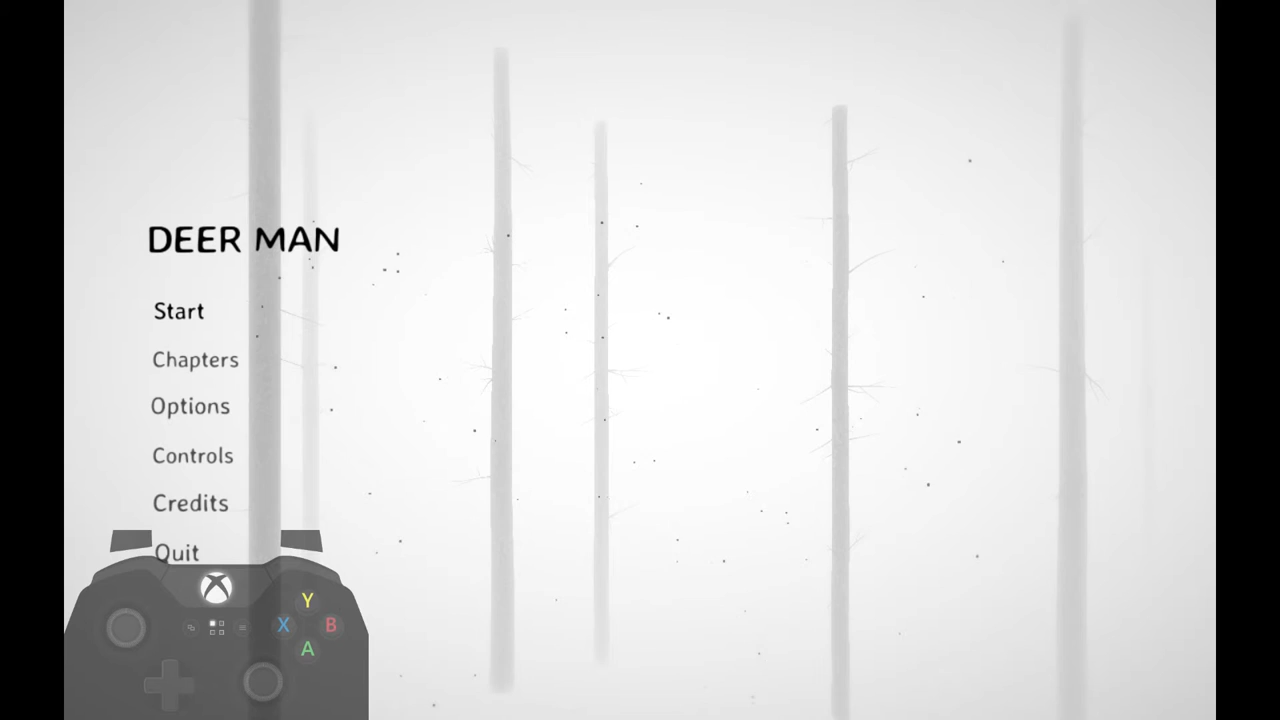 DEER MAN
Start
Chapters
Options
Controls
Credits
Quit
Y
X B
A